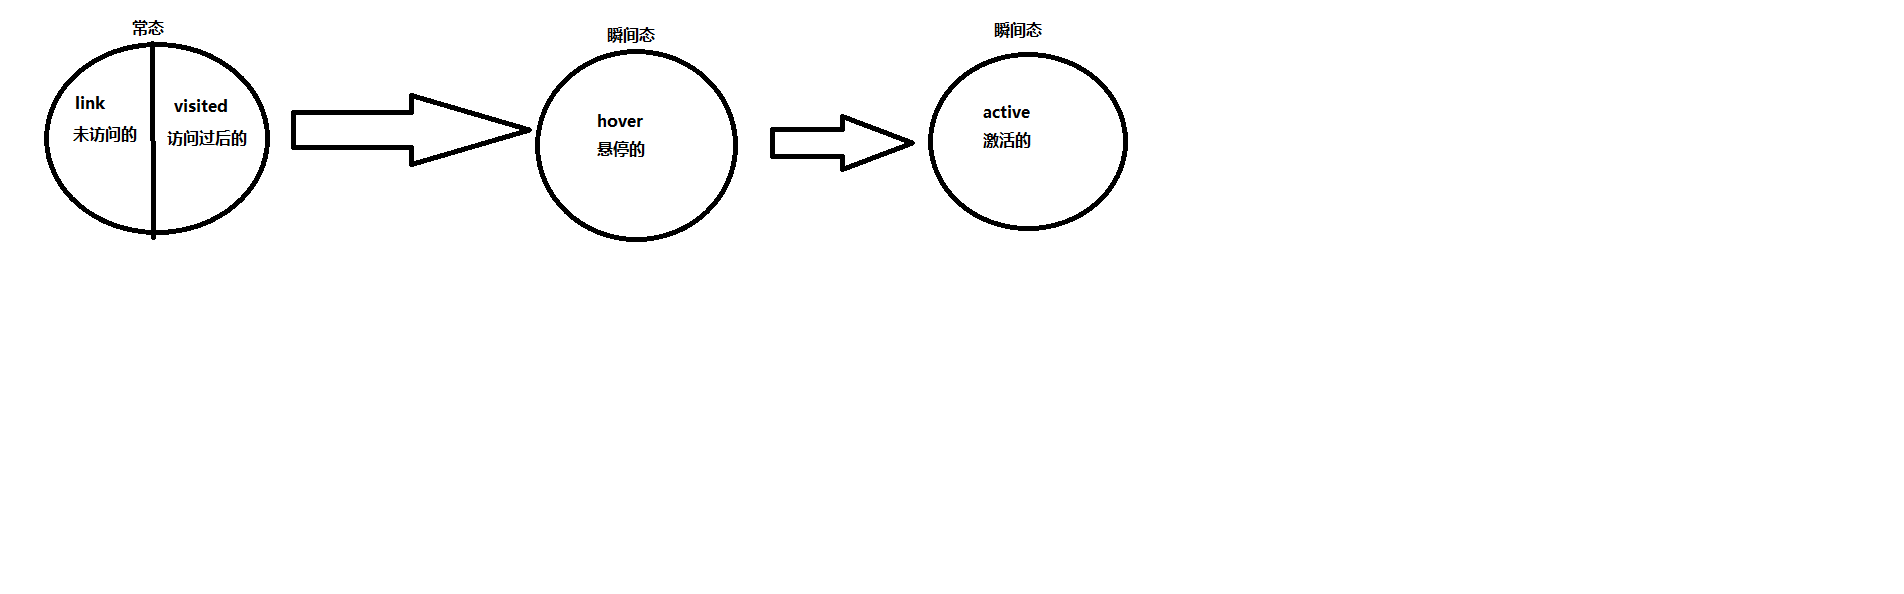 常态
link
未访问的
visited
访问过后的
瞬间态
hover
悬停的
瞬间态
active
激活的